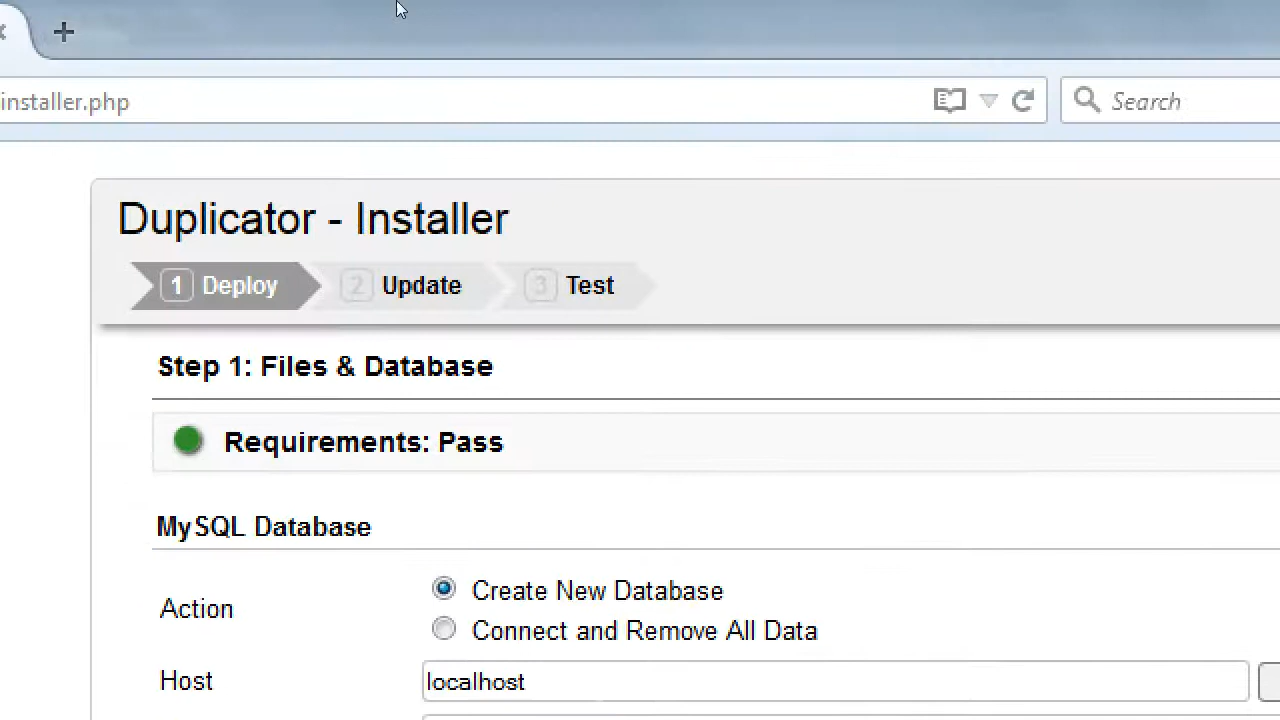 installer.php
Search
Duplicator - Installer
1 Deploy 2 Update 3 Test
Step 1: Files & Database
Requirements: Pass
MySQL Database
Action
Create New Database
Connect and Remove All Data
Host
localhost